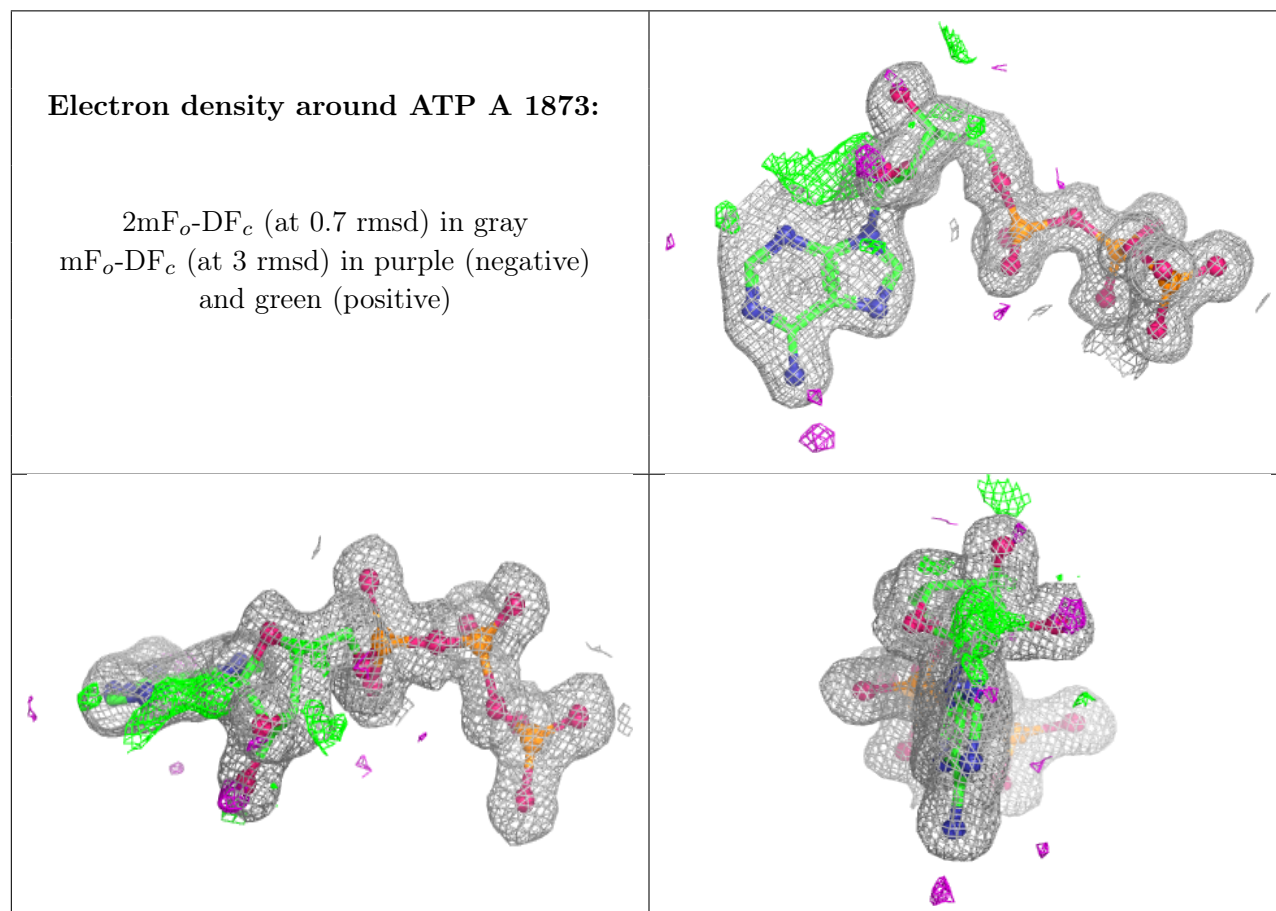 Electron density around ATP A 1873:
2mFo-DFc (at 0.7 rmsd) in gray
mFo-DFc (at 3 rmsd) in purple (negative)
and green (positive)